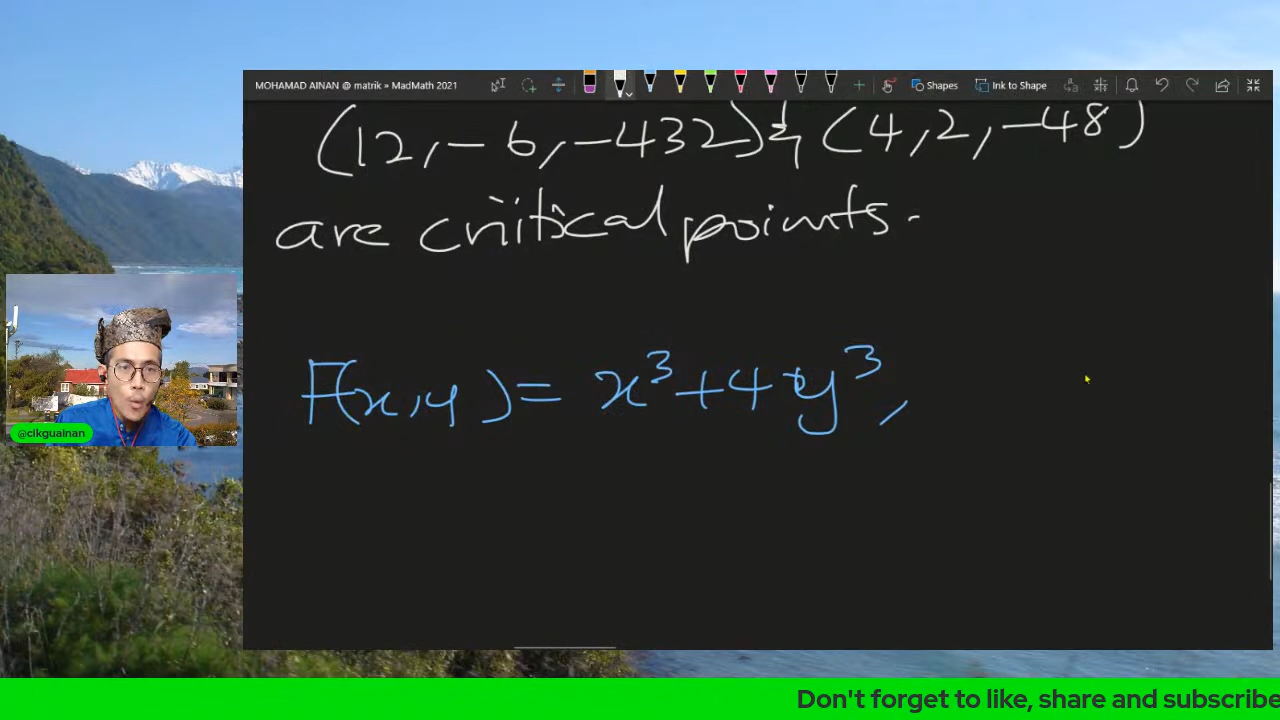 MOHAMAD AINAN @ matrik » MadMath 2021
Shapes
Ink to Shape
(12, -6, -432) & (4, 2, -48)
are critical points.
F(x,y) = x³+4y³,
@cikguainan
Don't forget to like, share and subscribe